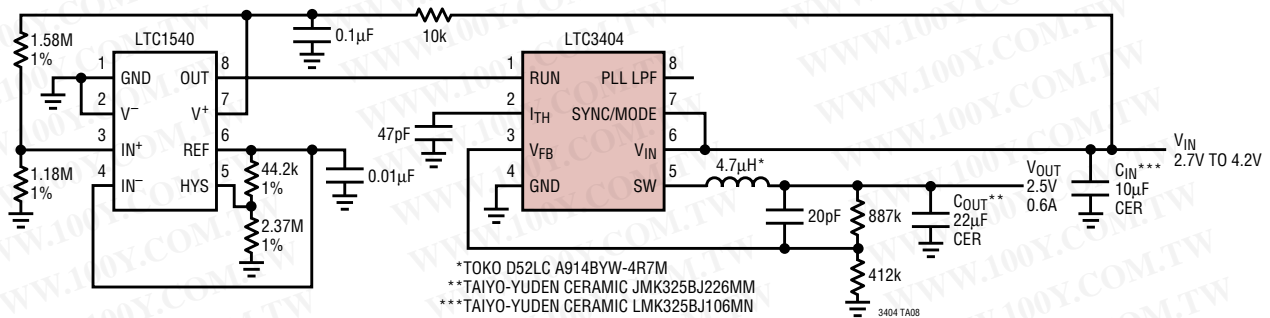 1.58M
1%
LTC1540
0.1µF
10k
LTC3404
1
GND
OUT
8
2
V–
V+
7
3
IN+
REF
6
4
IN–
HYS
5
1.18M
1%
44.2k
1%
2.37M
1%
0.01µF
47pF
1
RUN
PLL LPF
8
2
ITH
SYNC/MODE
7
3
VFB
VIN
6
4
GND
SW
5
4.7µH*
20pF
887k
412k
COUT**
22µF
CER
VOUT
2.5V
0.6A
CIN***
10µF
CER
VIN
2.7V TO 4.2V
*TOKO D52LC A914BYW-4R7M
**TAIYO-YUDEN CERAMIC JMK325BJ226MM
***TAIYO-YUDEN CERAMIC LMK325BJ106MN
3404 TA08
WWW.100Y.COM.TW